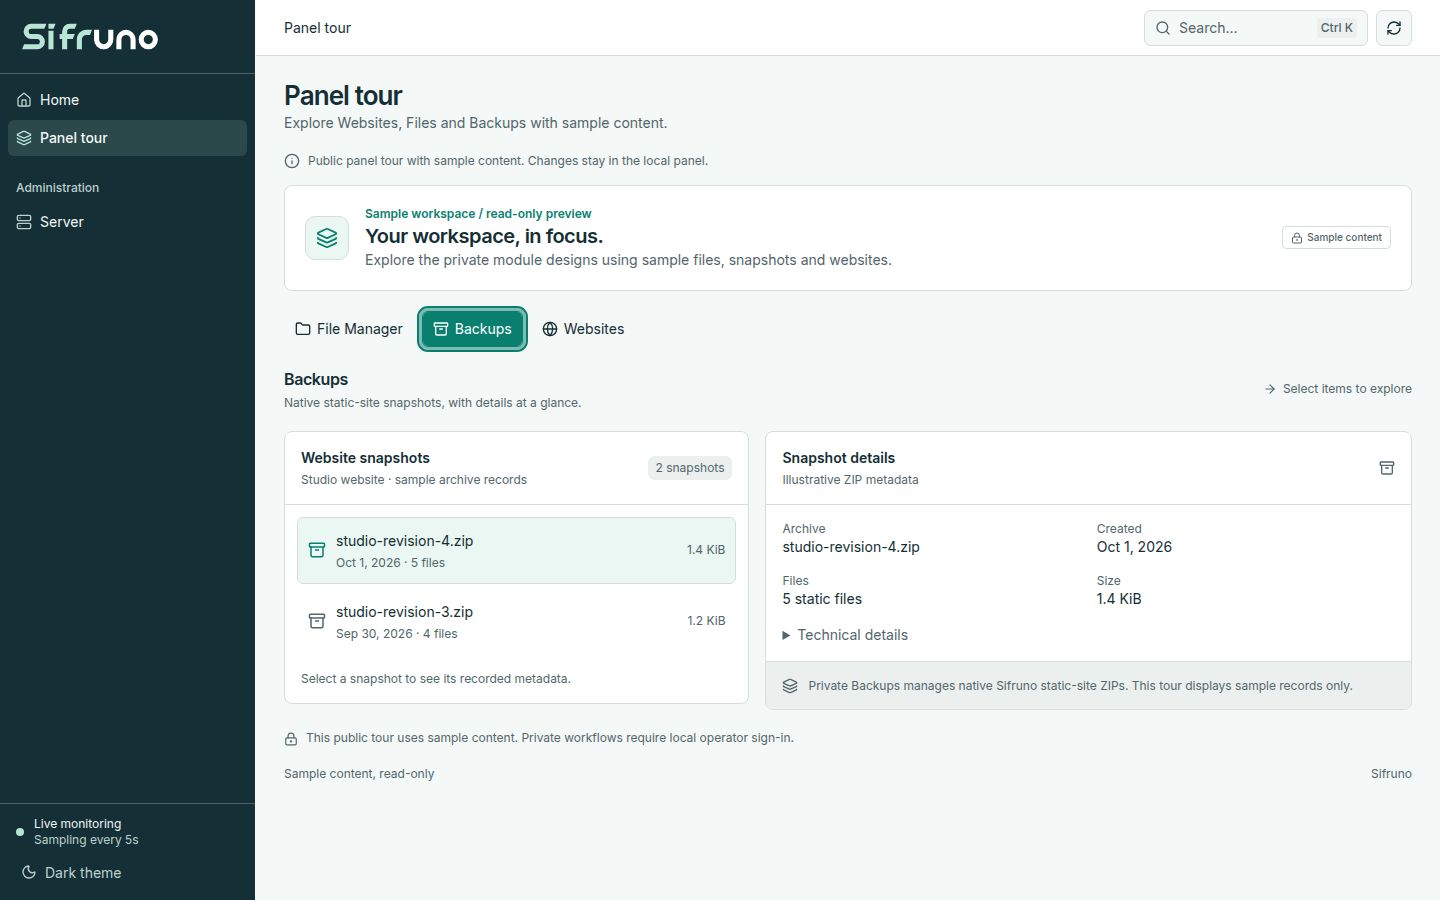 Sifruno
Home
Panel tour
Administration
Server
Live monitoring
Sampling every 5s
Dark theme
Panel tour
Search...
Ctrl K
Panel tour
Explore Websites, Files and Backups with sample content.
Public panel tour with sample content. Changes stay in the local panel.
Sample workspace / read-only preview
Your workspace, in focus.
Explore the private module designs using sample files, snapshots and websites.
Sample content
File Manager
Backups
Websites
Backups
Native static-site snapshots, with details at a glance.
Select items to explore
Website snapshots
Studio website · sample archive records
2 snapshots
studio-revision-4.zip
Oct 1, 2026 · 5 files
1.4 KiB
studio-revision-3.zip
Sep 30, 2026 · 4 files
1.2 KiB
Select a snapshot to see its recorded metadata.
Snapshot details
Illustrative ZIP metadata
Archive
studio-revision-4.zip
Created
Oct 1, 2026
Files
5 static files
Size
1.4 KiB
Technical details
Private Backups manages native Sifruno static-site ZIPs. This tour displays sample records only.
This public tour uses sample content. Private workflows require local operator sign-in.
Sample content, read-only
Sifruno